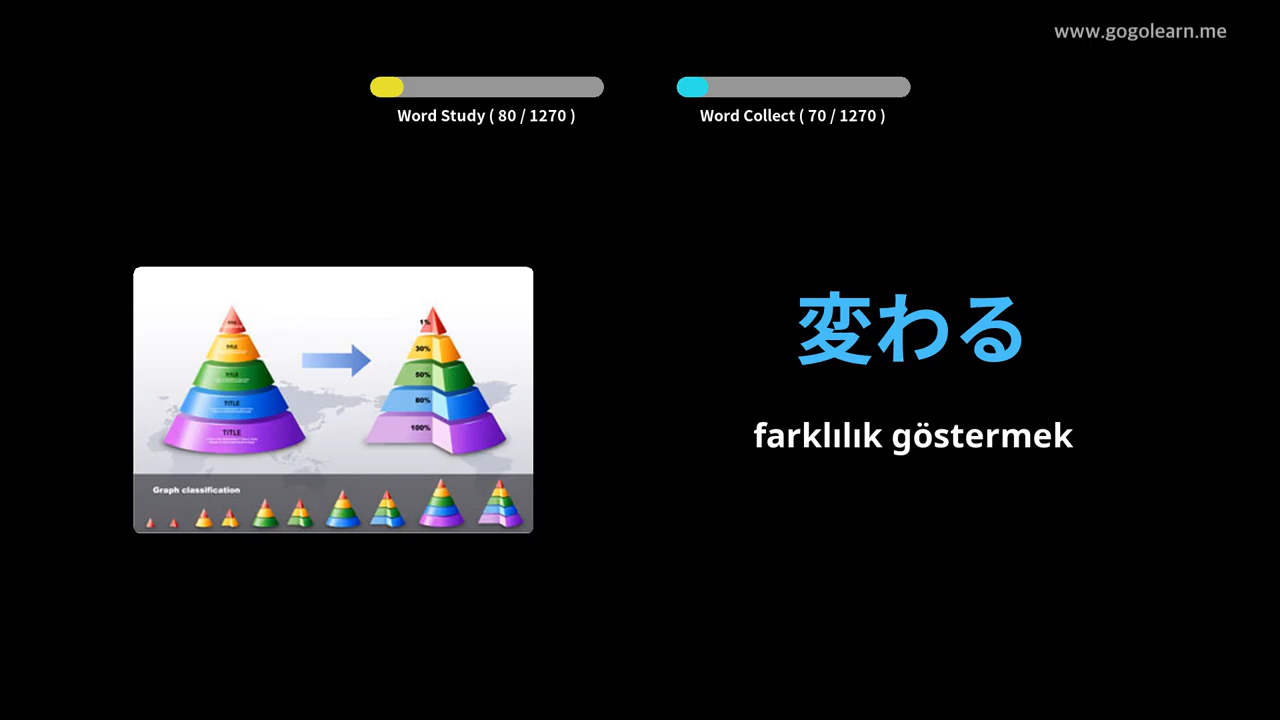 www.gogolearn.me
Word Study ( 80 / 1270 )
Word Collect ( 70 / 1270 )
変わる
farklılık göstermek
TITLE
TITLE
TITLE
TITLE
1%
30%
50%
80%
100%
Graph classification